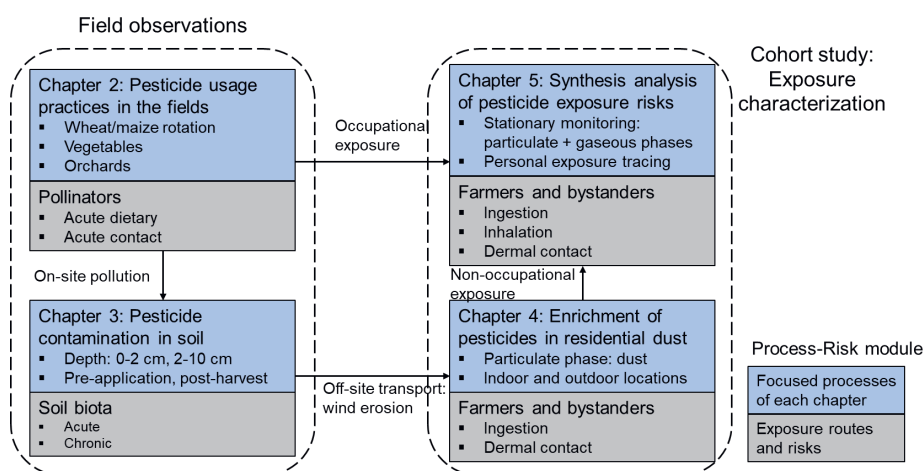 Field observations
Chapter 2: Pesticide usage
practices in the fields
▪ Wheat/maize rotation
▪ Vegetables
▪ Orchards
Pollinators
▪ Acute dietary
▪ Acute contact
On-site pollution
Chapter 3: Pesticide
contamination in soil
▪ Depth: 0-2 cm, 2-10 cm
▪ Pre-application, post-harvest
Soil biota
▪ Acute
▪ Chronic
Occupational
exposure
Off-site transport:
wind erosion
Chapter 5: Synthesis analysis
of pesticide exposure risks
▪ Stationary monitoring:
particulate + gaseous phases
▪ Personal exposure tracing
Farmers and bystanders
▪ Ingestion
▪ Inhalation
▪ Dermal contact
Non-occupational
exposure
Chapter 4: Enrichment of
pesticides in residential dust
▪ Particulate phase: dust
▪ Indoor and outdoor locations
Farmers and bystanders
▪ Ingestion
▪ Dermal contact
Cohort study:
Exposure
characterization
Process-Risk module
Focused processes
of each chapter
Exposure routes
and risks